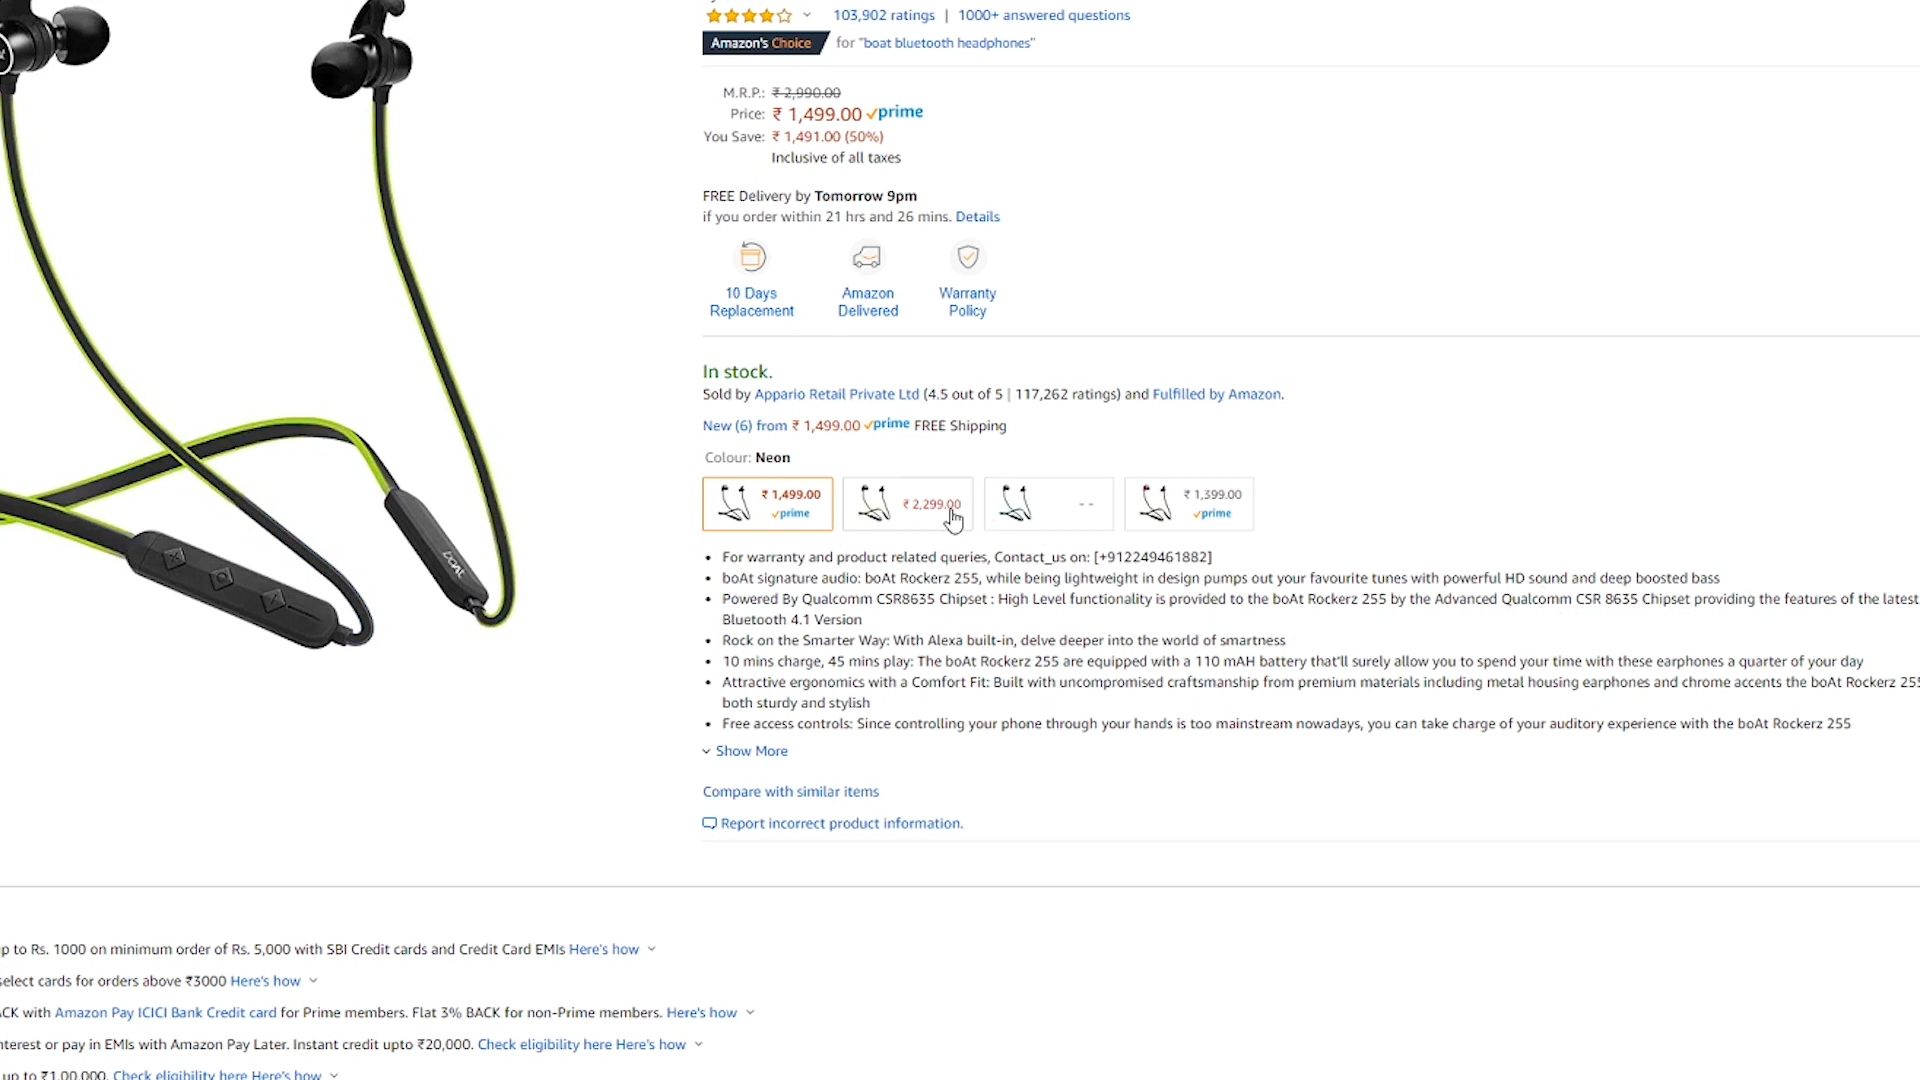 103,902 ratings | 1000+ answered questions
Amazon's Choice for "boat bluetooth headphones"
M.R.P.: ₹ 2,990.00
Price: ₹ 1,499.00 prime
You Save: ₹ 1,491.00 (50%)
Inclusive of all taxes
FREE Delivery by Tomorrow 9pm
if you order within 21 hrs and 26 mins. Details
10 Days Amazon Warranty
Replacement Delivered Policy
In stock.
Sold by Appario Retail Private Ltd (4.5 out of 5 | 117,262 ratings) and Fulfilled by Amazon.
New (6) from ₹ 1,499.00 prime FREE Shipping
Colour: Neon
₹ 1,499.00 ₹ 2,299.00 - - ₹ 1,399.00
prime prime
boAt
• For warranty and product related queries, Contact_us on: [+912249461882]
• boAt signature audio: boAt Rockerz 255, while being lightweight in design pumps out your favourite tunes with powerful HD sound and deep boosted bass
• Powered By Qualcomm CSR8635 Chipset : High Level functionality is provided to the boAt Rockerz 255 by the Advanced Qualcomm CSR 8635 Chipset providing the features of the latest
Bluetooth 4.1 Version
• Rock on the Smarter Way: With Alexa built-in, delve deeper into the world of smartness
• 10 mins charge, 45 mins play: The boAt Rockerz 255 are equipped with a 110 mAH battery that'll surely allow you to spend your time with these earphones a quarter of your day
• Attractive ergonomics with a Comfort Fit: Built with uncompromised craftsmanship from premium materials including metal housing earphones and chrome accents the boAt Rockerz 255
both sturdy and stylish
• Free access controls: Since controlling your phone through your hands is too mainstream nowadays, you can take charge of your auditory experience with the boAt Rockerz 255
Show More
Compare with similar items
Report incorrect product information.
p to Rs. 1000 on minimum order of Rs. 5,000 with SBI Credit cards and Credit Card EMIs Here's how
select cards for orders above ₹3000 Here's how
ACK with Amazon Pay ICICI Bank Credit card for Prime members. Flat 3% BACK for non-Prime members. Here's how
nterest or pay in EMIs with Amazon Pay Later. Instant credit upto ₹20,000. Check eligibility here Here's how
up to ₹1,00,000. Check eligibility here Here's how